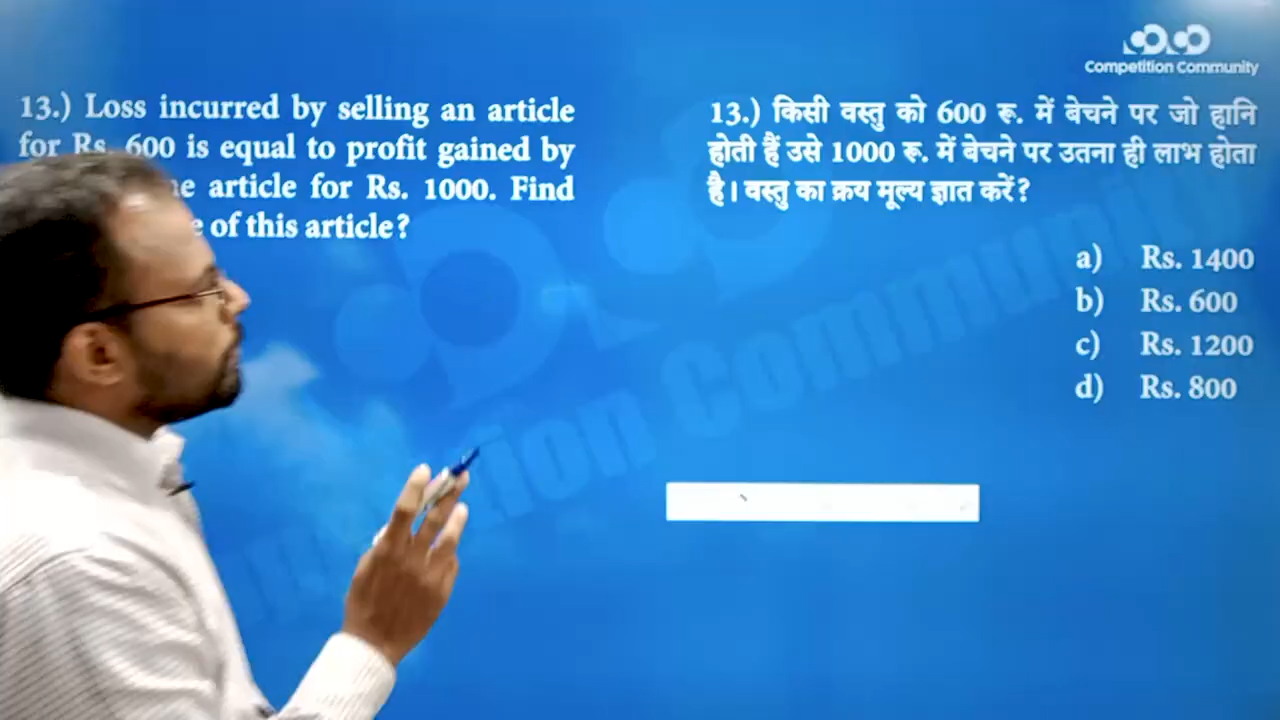 Competition Community
13.) Loss incurred by selling an article
for Rs. 600 is equal to profit gained by
article for Rs. 1000. Find
of this article?
13.) किसी वस्तु को 600 रू. में बेचने पर जो हानि
होती हैं उसे 1000 रू. में बेचने पर उतना ही लाभ होता
है। वस्तु का क्रय मूल्य ज्ञात करें?
a) Rs. 1400
b) Rs. 600
c) Rs. 1200
d) Rs. 800